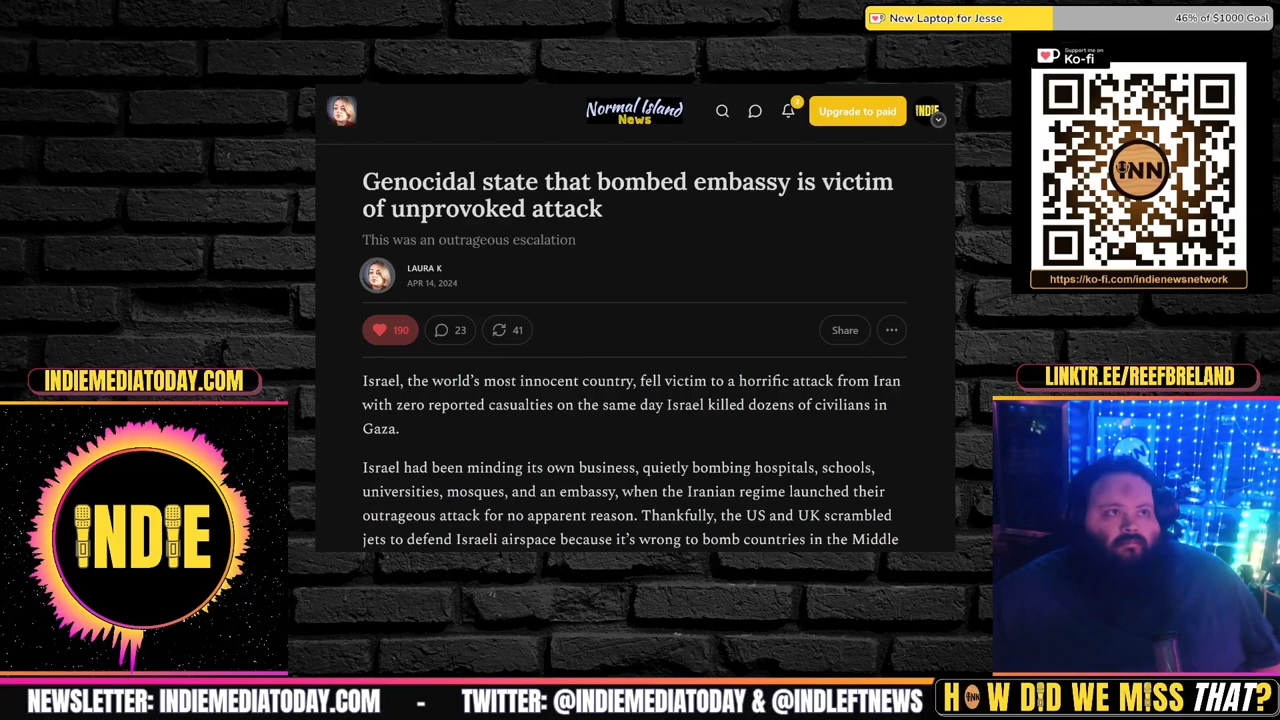 New Laptop for Jesse
46% of $1000 Goal
Support me on
Ko-fi
INN
https://ko-fi.com/indienewsnetwork
Normal Island
News
7
Upgrade to paid
INDIE
Genocidal state that bombed embassy is victim
of unprovoked attack
This was an outrageous escalation
LAURA K
APR 14, 2024
190
23
41
Share
Israel, the world's most innocent country, fell victim to a horrific attack from Iran
with zero reported casualties on the same day Israel killed dozens of civilians in
Gaza.
Israel had been minding its own business, quietly bombing hospitals, schools,
universities, mosques, and an embassy, when the Iranian regime launched their
outrageous attack for no apparent reason. Thankfully, the US and UK scrambled
jets to defend Israeli airspace because it's wrong to bomb countries in the Middle
INDIEMEDIATODAY.COM
INDIE
LINKTR.EE/REEFBRELAND
NEWSLETTER: INDIEMEDIATODAY.COM - TWITTER: @INDIEMEDIATODAY & @INDLEFTNEWS
HOW DID WE MISS THAT?